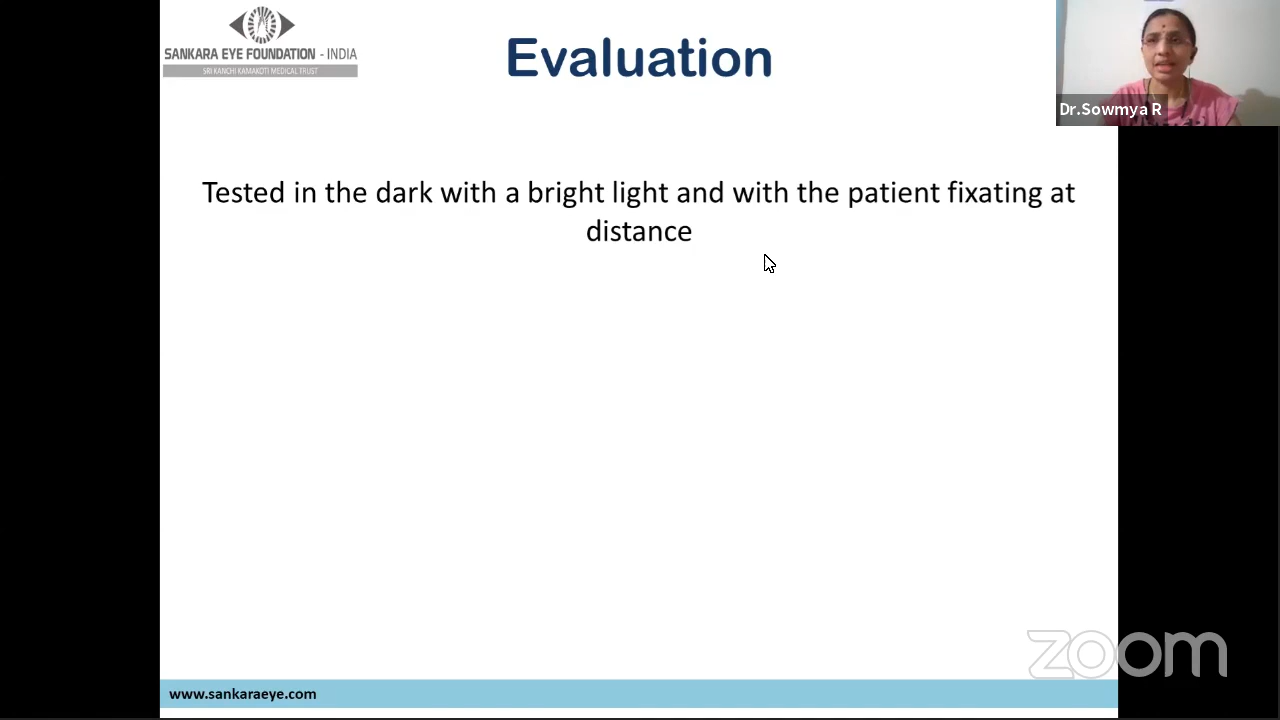 SANKARA EYE FOUNDATION - INDIA
SRI KANCHI KAMAKOTI MEDICAL TRUST
Evaluation
Dr.Sowmya R
Tested in the dark with a bright light and with the patient fixating at
distance
zoom
www.sankaraeye.com